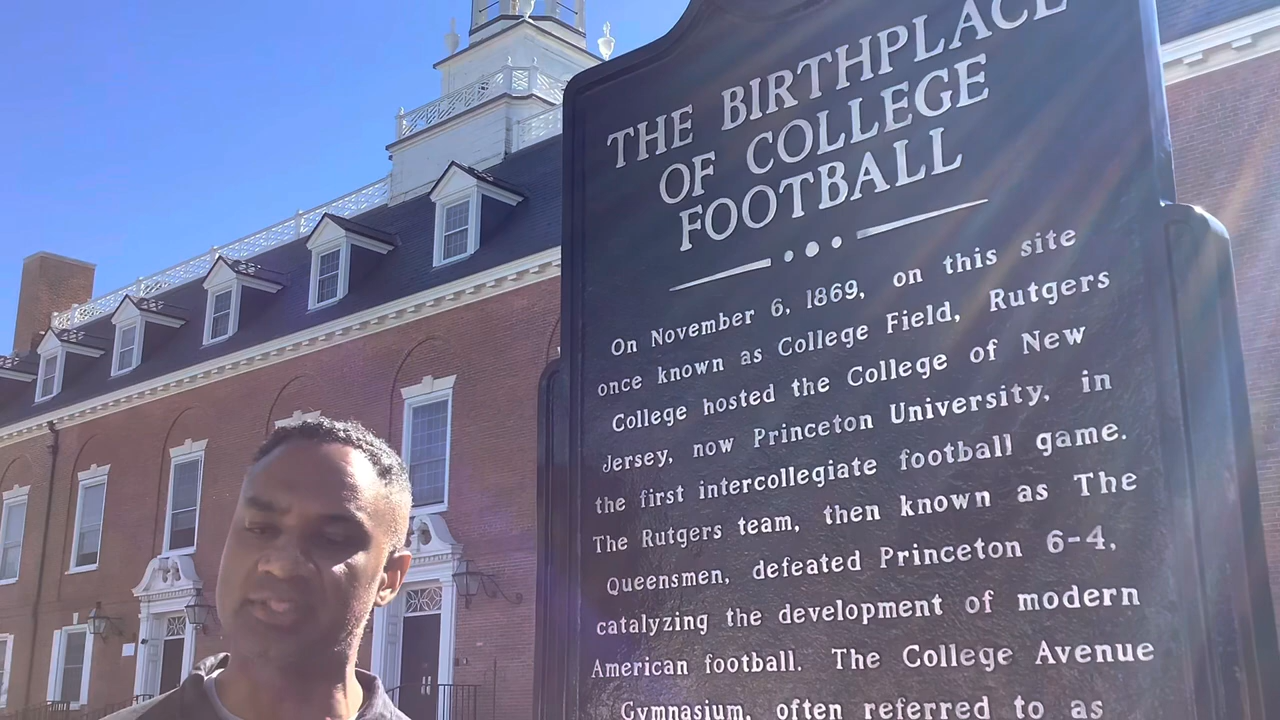 THE BIRTHPLACE
OF COLLEGE
FOOTBALL
On November 6, 1869, on this site
once known as College Field, Rutgers
College hosted the College of New
Jersey, now Princeton University, in
the first intercollegiate football game.
The Rutgers team, then known as The
Queensmen, defeated Princeton 6-4,
catalyzing the development of modern
American football. The College Avenue
Gymnasium, often referred to as